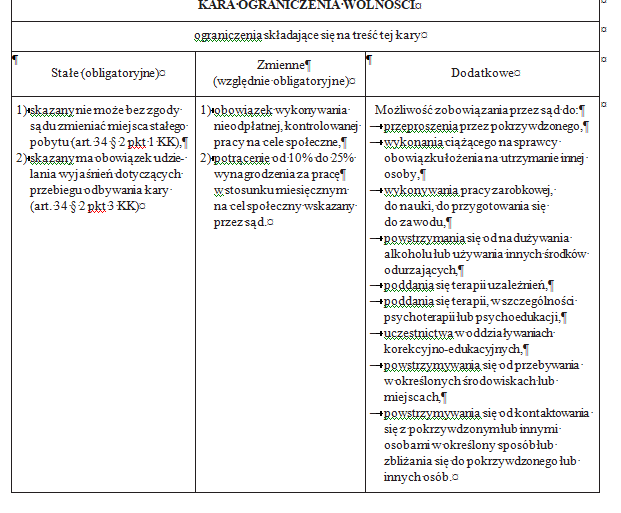 KARA OGRANICZENIA WOLNOŚCI
ograniczenia składające się na treść tej kary
Stałe (obligatoryjne)
Zmienne
(względnie obligatoryjne)
Dodatkowe
1) skazany nie może bez zgody
sądu zmieniać miejsca stałego
pobytu (art. 34 § 2 pkt 1 KK),
2) skazany ma obowiązek udzie-
lania wyjaśnień dotyczących
przebiegu odbywania kary
(art. 34 § 2 pkt 3 KK)
1) obowiązek wykonywania
nieodpłatnej, kontrolowanej
pracy na cele społeczne,
2) potrącenie od 10% do 25%
wynagrodzenia za pracę
w stosunku miesięcznym
na cel społeczny wskazany
przez sąd.
Możliwość zobowiązania przez sąd do:
→ przeproszenia przez pokrzywdzonego,
→ wykonania ciążącego na sprawcy
obowiązku łożenia na utrzymanie innej
osoby,
→ wykonywania pracy zarobkowej,
do nauki, do przygotowania się
do zawodu,
→ powstrzymania się od nadużywania
alkoholu lub używania innych środków
odurzających,
→ poddania się terapii uzależnień,
→ poddania się terapii, w szczególności
psychoterapii lub psychoedukacji,
→ uczestnictwa w oddziaływaniach
korekcyjno-edukacyjnych,
→ powstrzymywania się od przebywania
w określonych środowiskach lub
miejscach,
→ powstrzymywania się od kontaktowania
się z pokrzywdzonym lub innymi
osobami w określony sposób lub
zbliżania się do pokrzywdzonego lub
innych osób.